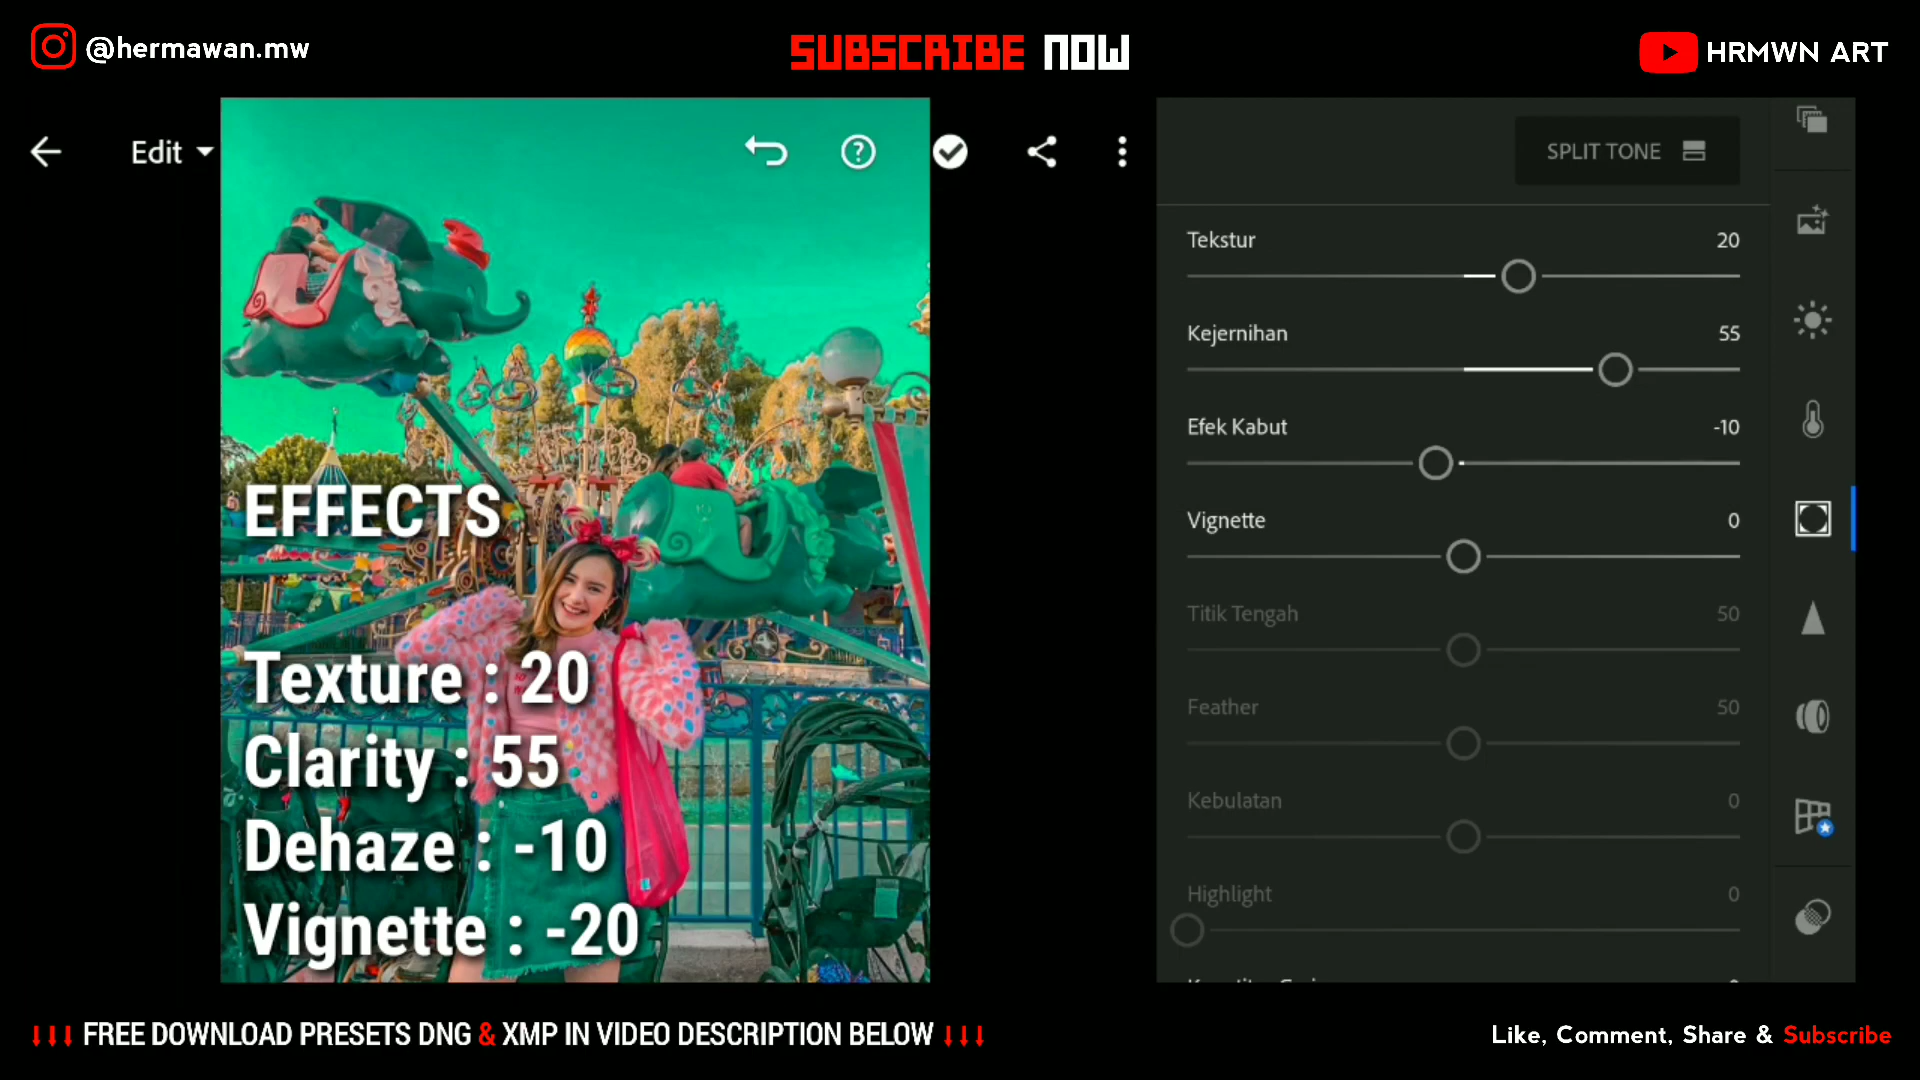 @hermawan.mw
SUBSCRIBE NOW
HRMWN ART
Edit
SPLIT TONE
EFFECTS
Texture : 20
Clarity : 55
Dehaze : -10
Vignette : -20
Tekstur 20
Kejernihan 55
Efek Kabut -10
Vignette 0
Titik Tengah 50
Feather 50
Kebulatan 0
Highlight 0
FREE DOWNLOAD PRESETS DNG & XMP IN VIDEO DESCRIPTION BELOW
Like, Comment, Share & Subscribe